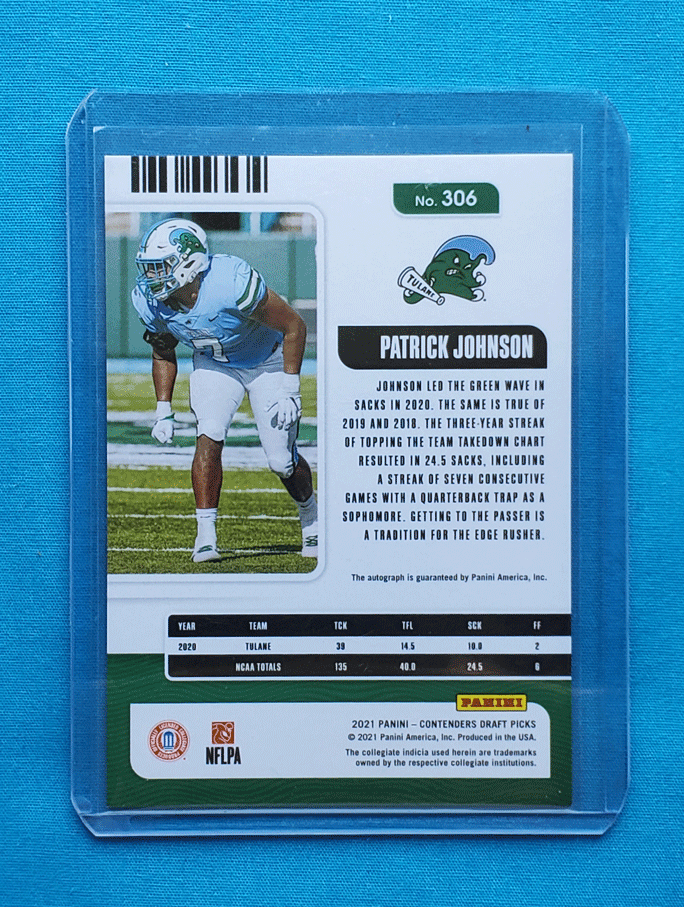 No. 306
TULANE
7
PATRICK JOHNSON
JOHNSON LED THE GREEN WAVE IN
SACKS IN 2020. THE SAME IS TRUE OF
2019 AND 2018. THE THREE-YEAR STREAK
OF TOPPING THE TEAM TAKEDOWN CHART
RESULTED IN 24.5 SACKS, INCLUDING
A STREAK OF SEVEN CONSECUTIVE
GAMES WITH A QUARTERBACK TRAP AS A
SOPHOMORE. GETTING TO THE PASSER IS
A TRADITION FOR THE EDGE RUSHER.
The autograph is guaranteed by Panini America, Inc.
YEAR TEAM TCK TFL SCK FF
2020 TULANE 39 14.5 10.0 2
NCAA TOTALS 135 40.0 24.5 6
PANINI
2021 PANINI – CONTENDERS DRAFT PICKS
© 2021 Panini America, Inc. Produced in the USA.
The collegiate indicia used herein are trademarks
owned by the respective collegiate institutions.
OFFICIALLY LICENSED COLLEGIATE PRODUCTS
NFLPA